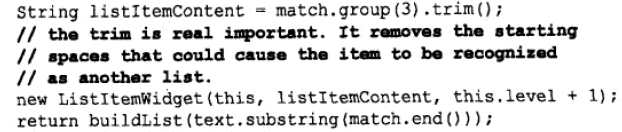 String listItemContent = match.group(3).trim();
// the trim is real important. It removes the starting
// spaces that could cause the item to be recognized
// as another list.
new ListItemWidget(this, listItemContent, this.level + 1);
return buildList(text.substring(match.end()));